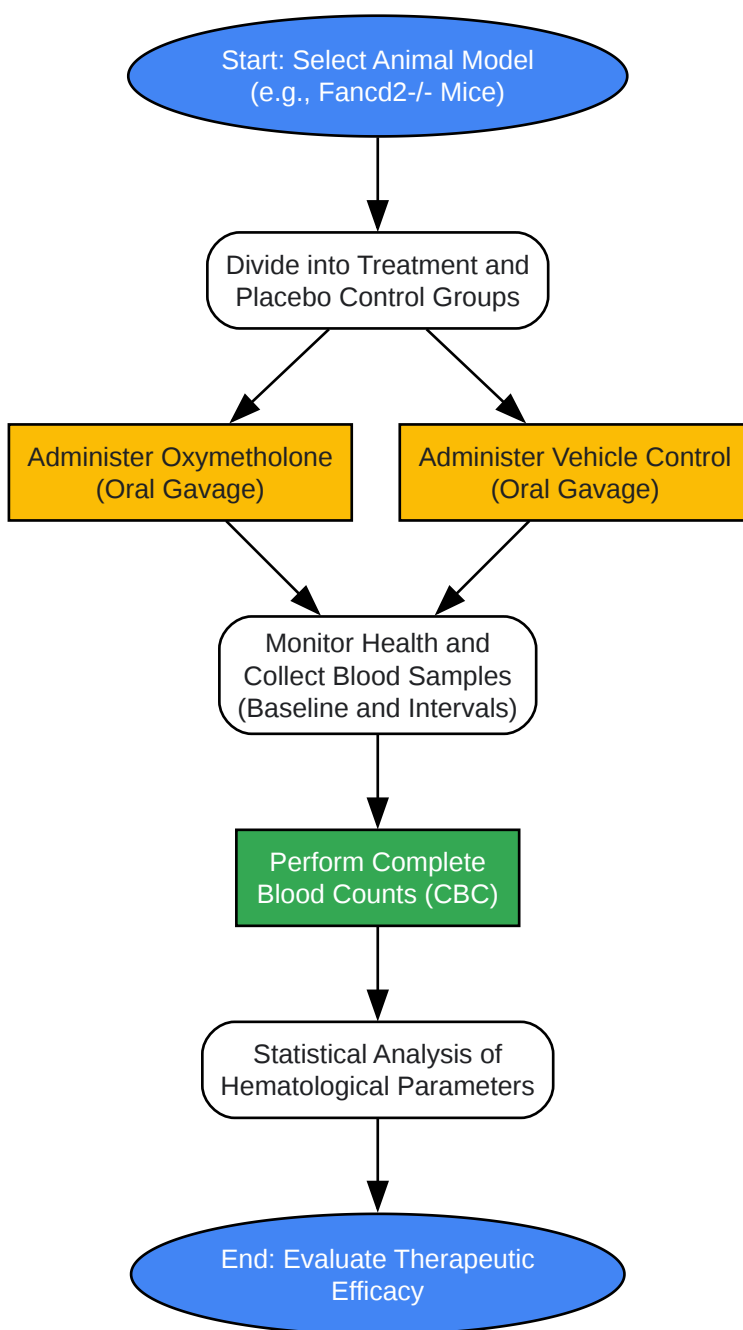 Start: Select Animal Model
(e.g., Fancd2-/- Mice)
Divide into Treatment and
Placebo Control Groups
Administer Oxymetholone
(Oral Gavage)
Administer Vehicle Control
(Oral Gavage)
Monitor Health and
Collect Blood Samples
(Baseline and Intervals)
Perform Complete
Blood Counts (CBC)
Statistical Analysis of
Hematological Parameters
End: Evaluate Therapeutic
Efficacy